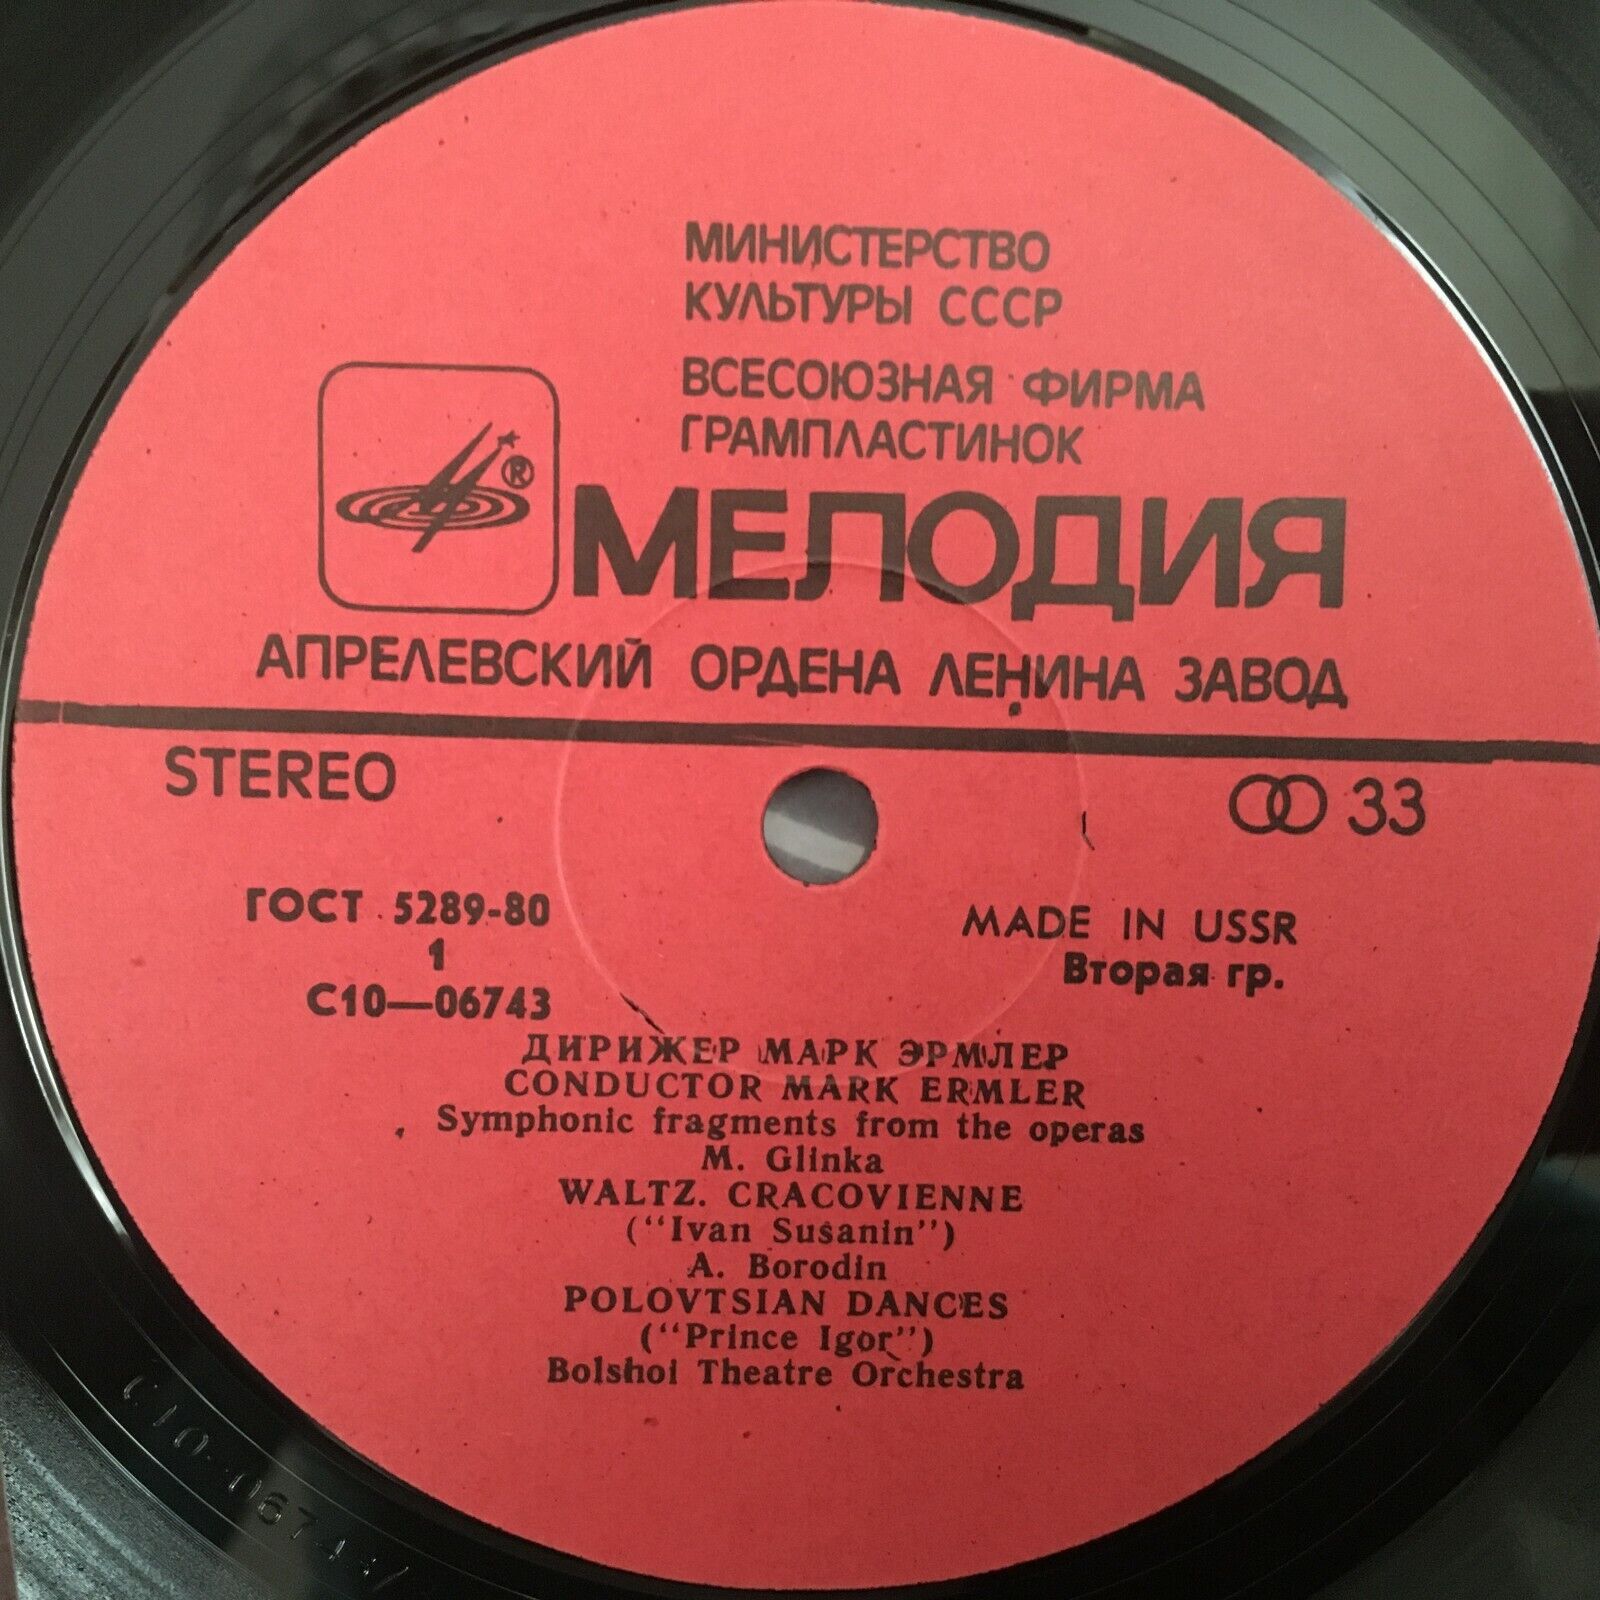 МИНИСТЕРСТВО
КУЛЬТУРЫ СССР
ВСЕСОЮЗНАЯ ФИРМА
ГРАМПЛАСТИНОК
®
МЕЛОДИЯ
АПРЕЛЕВСКИЙ ОРДЕНА ЛЕНИНА ЗАВОД
STEREO
33
ГОСТ 5289-80
MADE IN USSR
1
Вторая гр.
С10—06743
ДИРИЖЕР МАРК ЭРМЛЕР
CONDUCTOR MARK ERMLER
Symphonic fragments from the operas
M. Glinka
WALTZ. CRACOVIENNE
(“Ivan Susanin”)
A. Borodin
POLOVTSIAN DANCES
(“Prince Igor”)
Bolshoi Theatre Orchestra